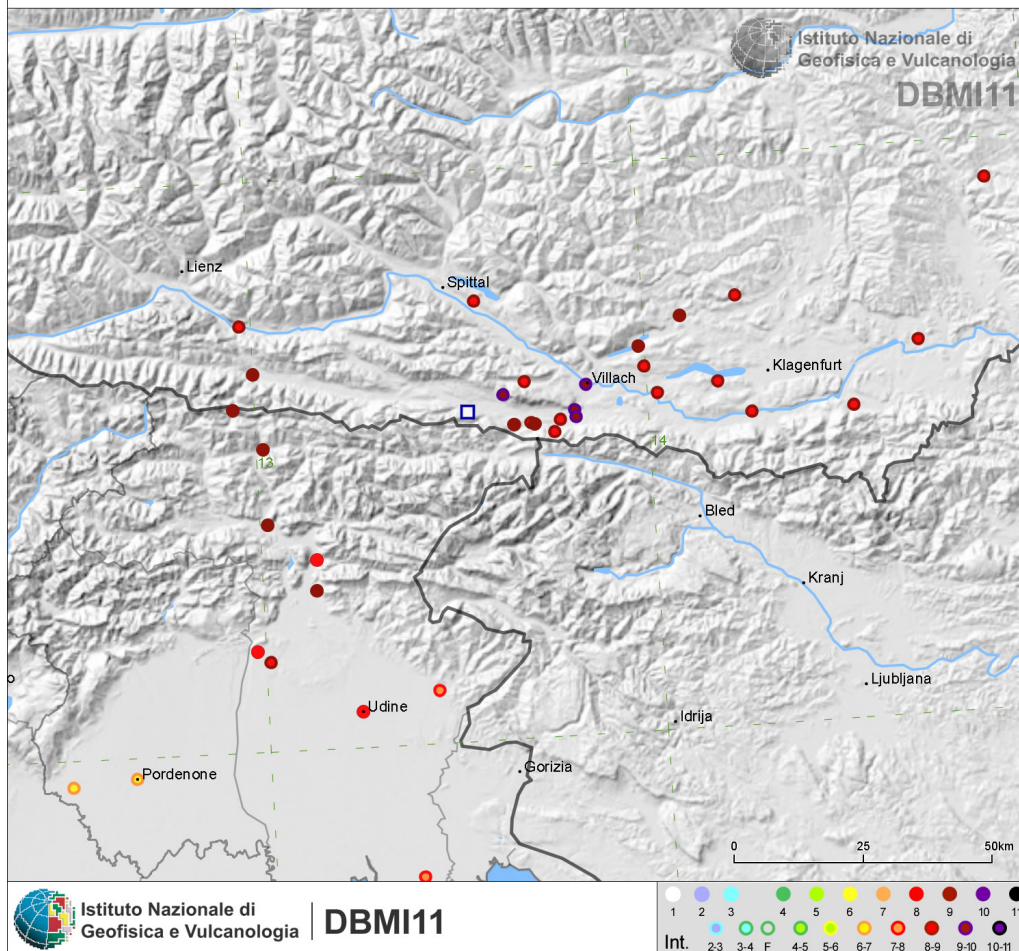 Istituto Nazionale di
Geofisica e Vulcanologia
DBMI11
Lienz
Spittal
Villach
Klagenfurt
14
13
Bled
Kranj
o
Ljubljana
Udine
Idrija
Gorizia
Pordenone
0 25 50km
Istituto Nazionale di
Geofisica e Vulcanologia
DBMI11
1 2 3 4 5 6 7 8 9 10 11
Int. 2-3 3-4 F 4-5 5-6 6-7 7-8 8-9 9-10 10-11